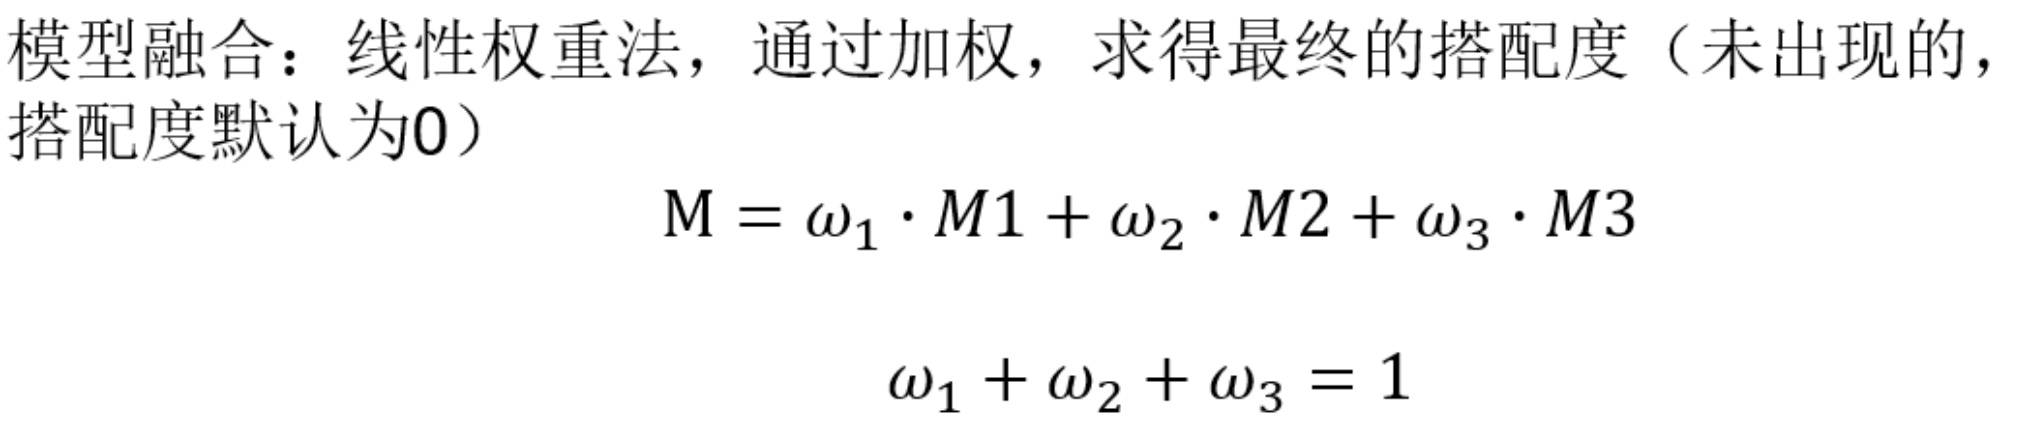 模型融合：线性权重法，通过加权，求得最终的搭配度（未出现的，
搭配度默认为0）
M = ω₁ · M1 + ω₂ · M2 + ω₃ · M3
ω₁ + ω₂ + ω₃ = 1